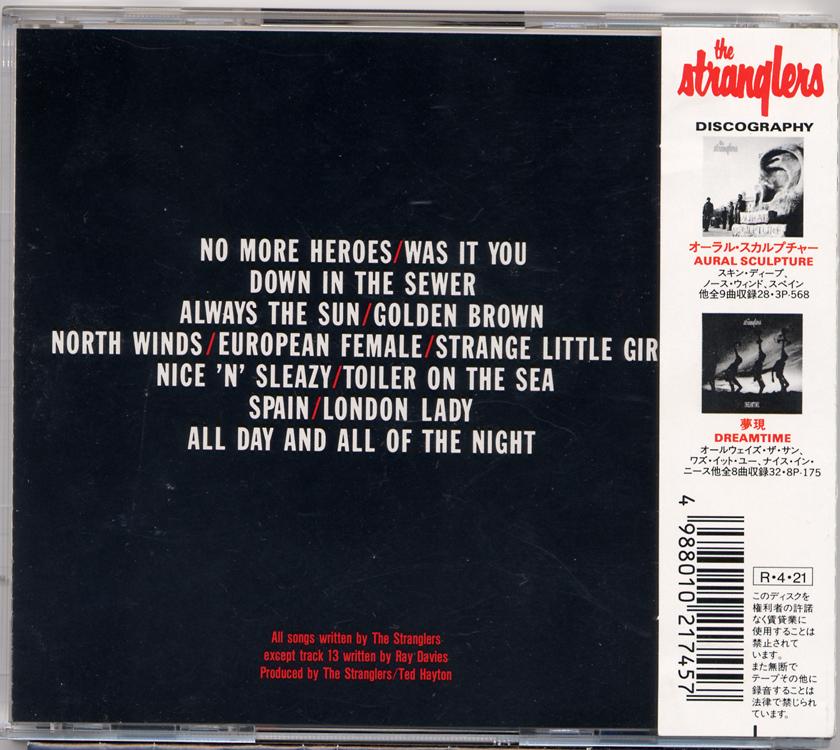 NO MORE HEROES/WAS IT YOU
DOWN IN THE SEWER
ALWAYS THE SUN/GOLDEN BROWN
NORTH WINDS/EUROPEAN FEMALE/STRANGE LITTLE GIR
NICE 'N' SLEAZY/TOILER ON THE SEA
SPAIN/LONDON LADY
ALL DAY AND ALL OF THE NIGHT
All songs written by The Stranglers
except track 13 written by Ray Davies
Produced by The Stranglers/Ted Hayton
the
stranglers
DISCOGRAPHY
the stranglers
AURAL
SCULPTURE
オーラル・スカルプチャー
AURAL SCULPTURE
スキン・ディープ、
ノース・ウィンド、スペイン
他全9曲収録28・3P-568
the stranglers
DREAMTIME
夢現
DREAMTIME
オールウェイズ・ザ・サン、
ワズ・イット・ユー、ナイス・イン・
ニース他全8曲収録32・8P-175
4 988010 217457
R・4・21
このディスクを
権利者の許諾
なく賃貸業に
使用することは
禁止されて
います。
また無断で
テープその他に
録音することは
法律で禁じられ
ています。